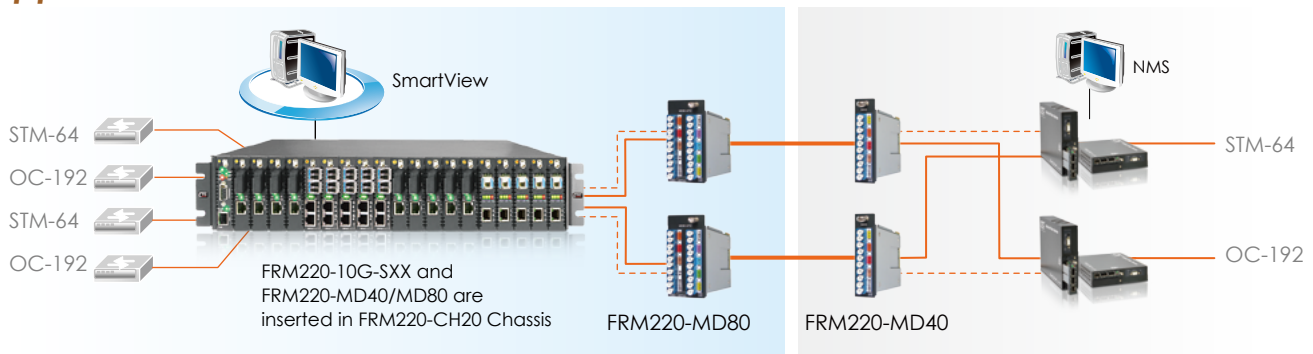 SmartView
NMS
STM-64
OC-192
STM-64
OC-192
STM-64
OC-192
FRM220-10G-SXX and
FRM220-MD40/MD80 are
inserted in FRM220-CH20 Chassis
FRM220-MD80
FRM220-MD40